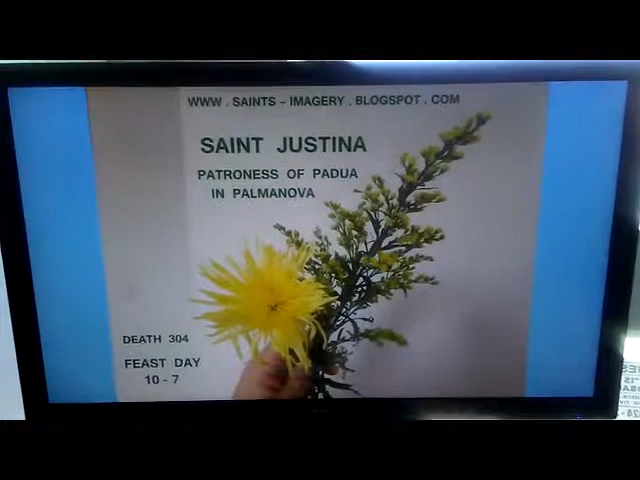 WWW . SAINTS - IMAGERY . BLOGSPOT . COM
SAINT JUSTINA
PATRONESS OF PADUA
IN PALMANOVA
DEATH 304
FEAST DAY
10 - 7